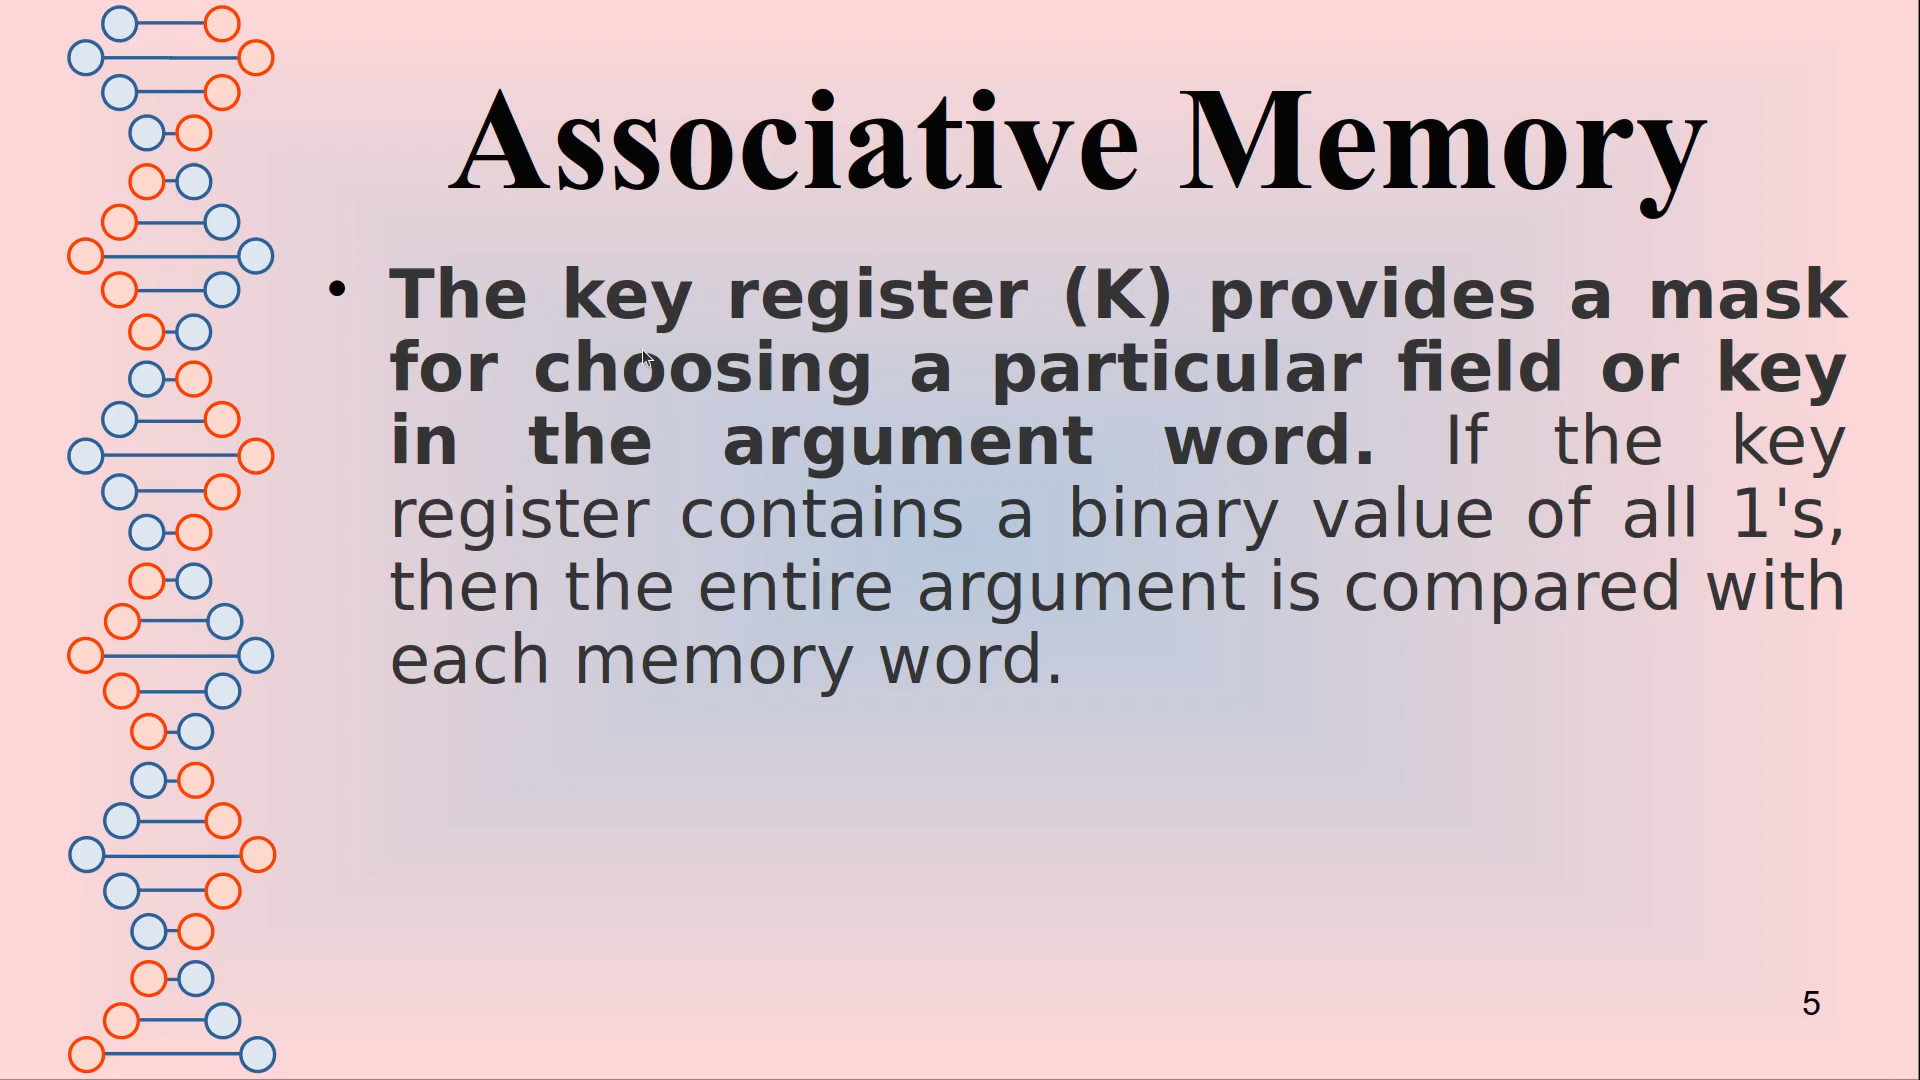 Associative Memory
• The key register (K) provides a mask
for choosing a particular field or key
in the argument word. If the key
register contains a binary value of all 1's,
then the entire argument is compared with
each memory word.
5